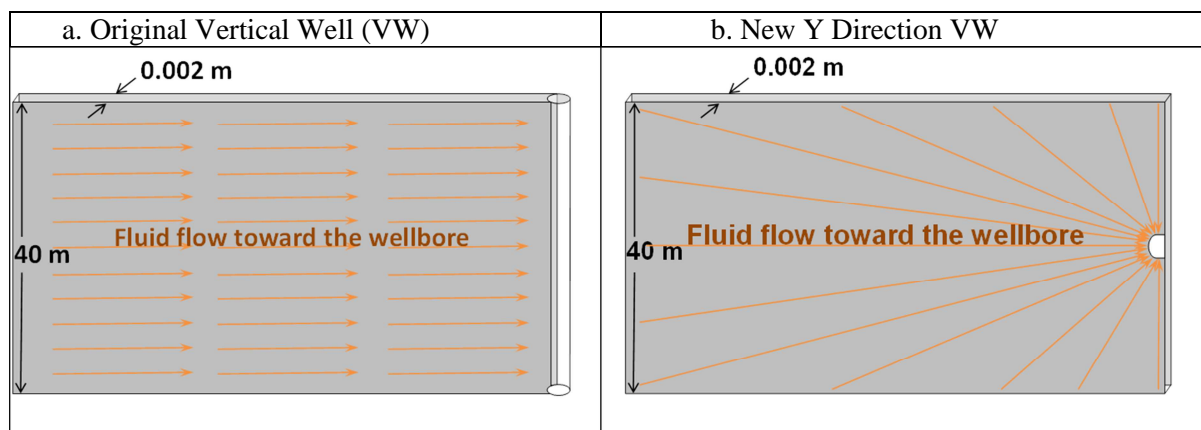 a. Original Vertical Well (VW)
b. New Y Direction VW
0.002 m
Fluid flow toward the wellbore
40 m
0.002 m
Fluid flow toward the wellbore
40 m